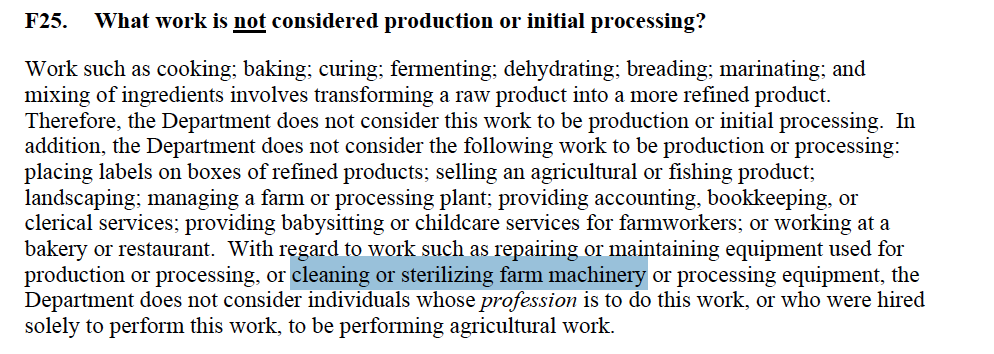 F25. What work is not considered production or initial processing?
Work such as cooking; baking; curing; fermenting; dehydrating; breading; marinating; and
mixing of ingredients involves transforming a raw product into a more refined product.
Therefore, the Department does not consider this work to be production or initial processing. In
addition, the Department does not consider the following work to be production or processing:
placing labels on boxes of refined products; selling an agricultural or fishing product;
landscaping; managing a farm or processing plant; providing accounting, bookkeeping, or
clerical services; providing babysitting or childcare services for farmworkers; or working at a
bakery or restaurant. With regard to work such as repairing or maintaining equipment used for
production or processing, or cleaning or sterilizing farm machinery or processing equipment, the
Department does not consider individuals whose profession is to do this work, or who were hired
solely to perform this work, to be performing agricultural work.